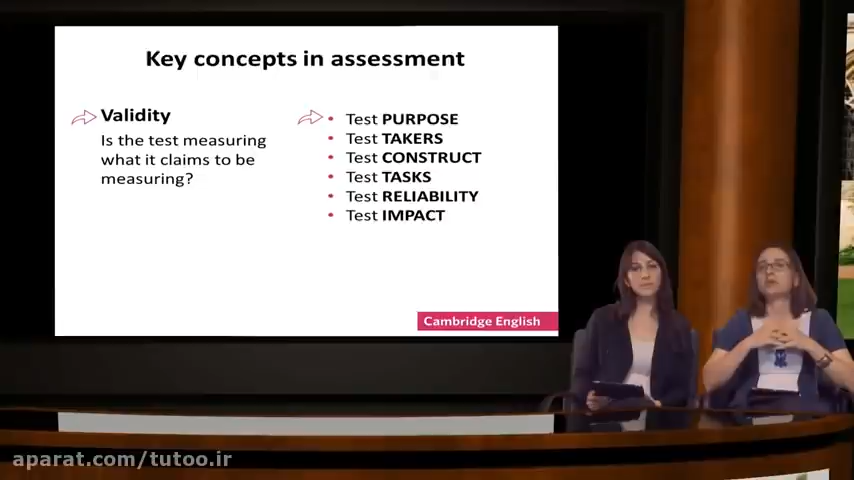 Key concepts in assessment
Validity
Is the test measuring
what it claims to be
measuring?
• Test PURPOSE
• Test TAKERS
• Test CONSTRUCT
• Test TASKS
• Test RELIABILITY
• Test IMPACT
Cambridge English
aparat.com/tutoo.ir